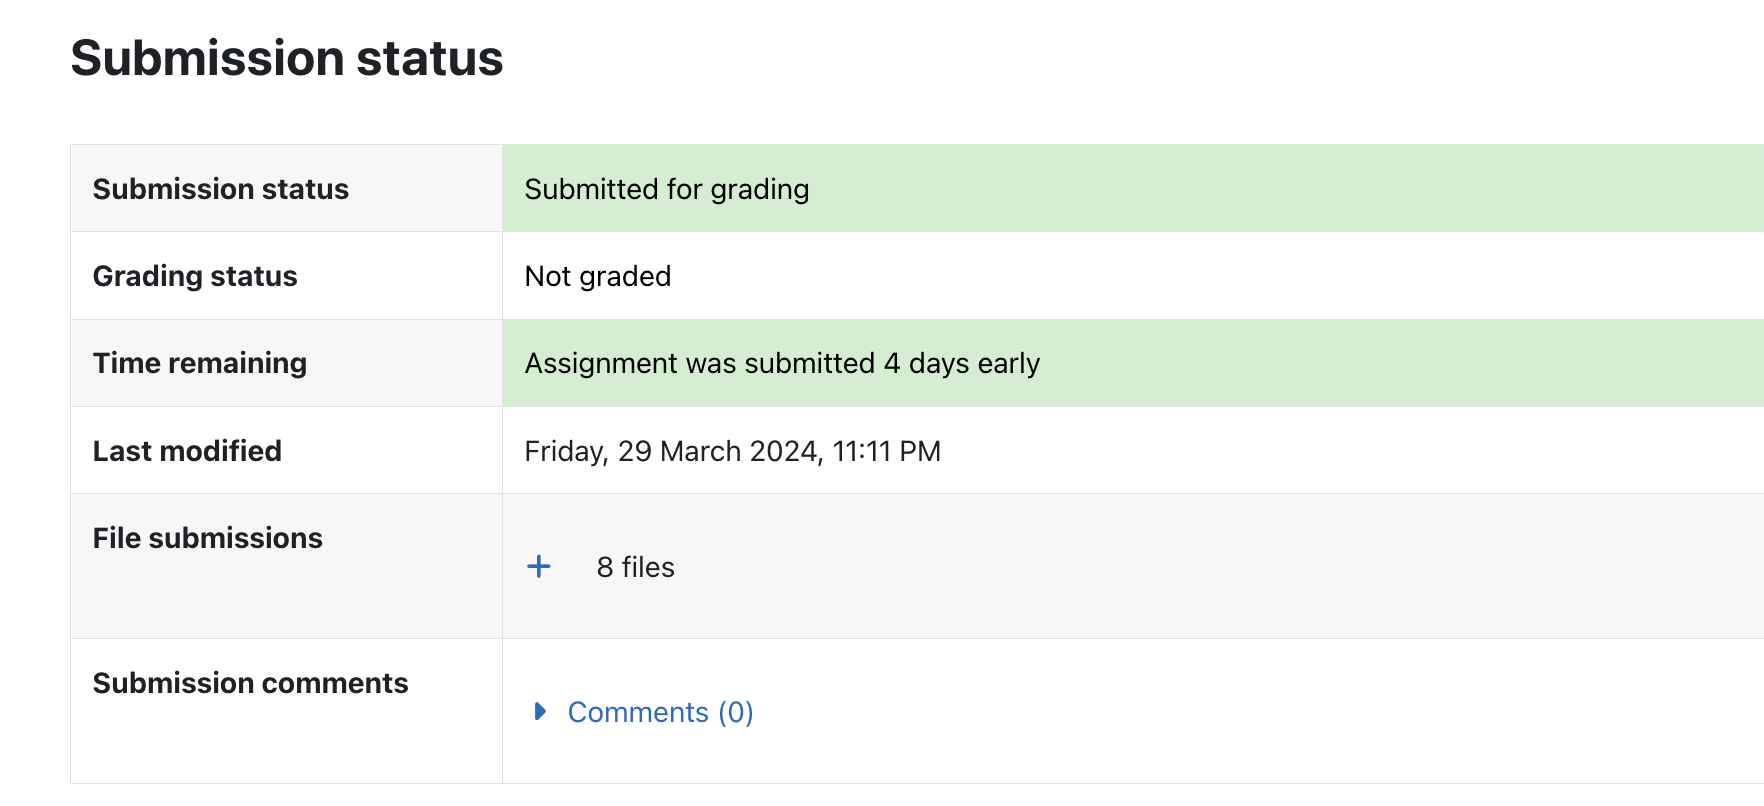 Submission status
Submission status Submitted for grading
Grading status Not graded
Time remaining Assignment was submitted 4 days early
Last modified Friday, 29 March 2024, 11:11 PM
File submissions
8 files
Submission comments
Comments (0)